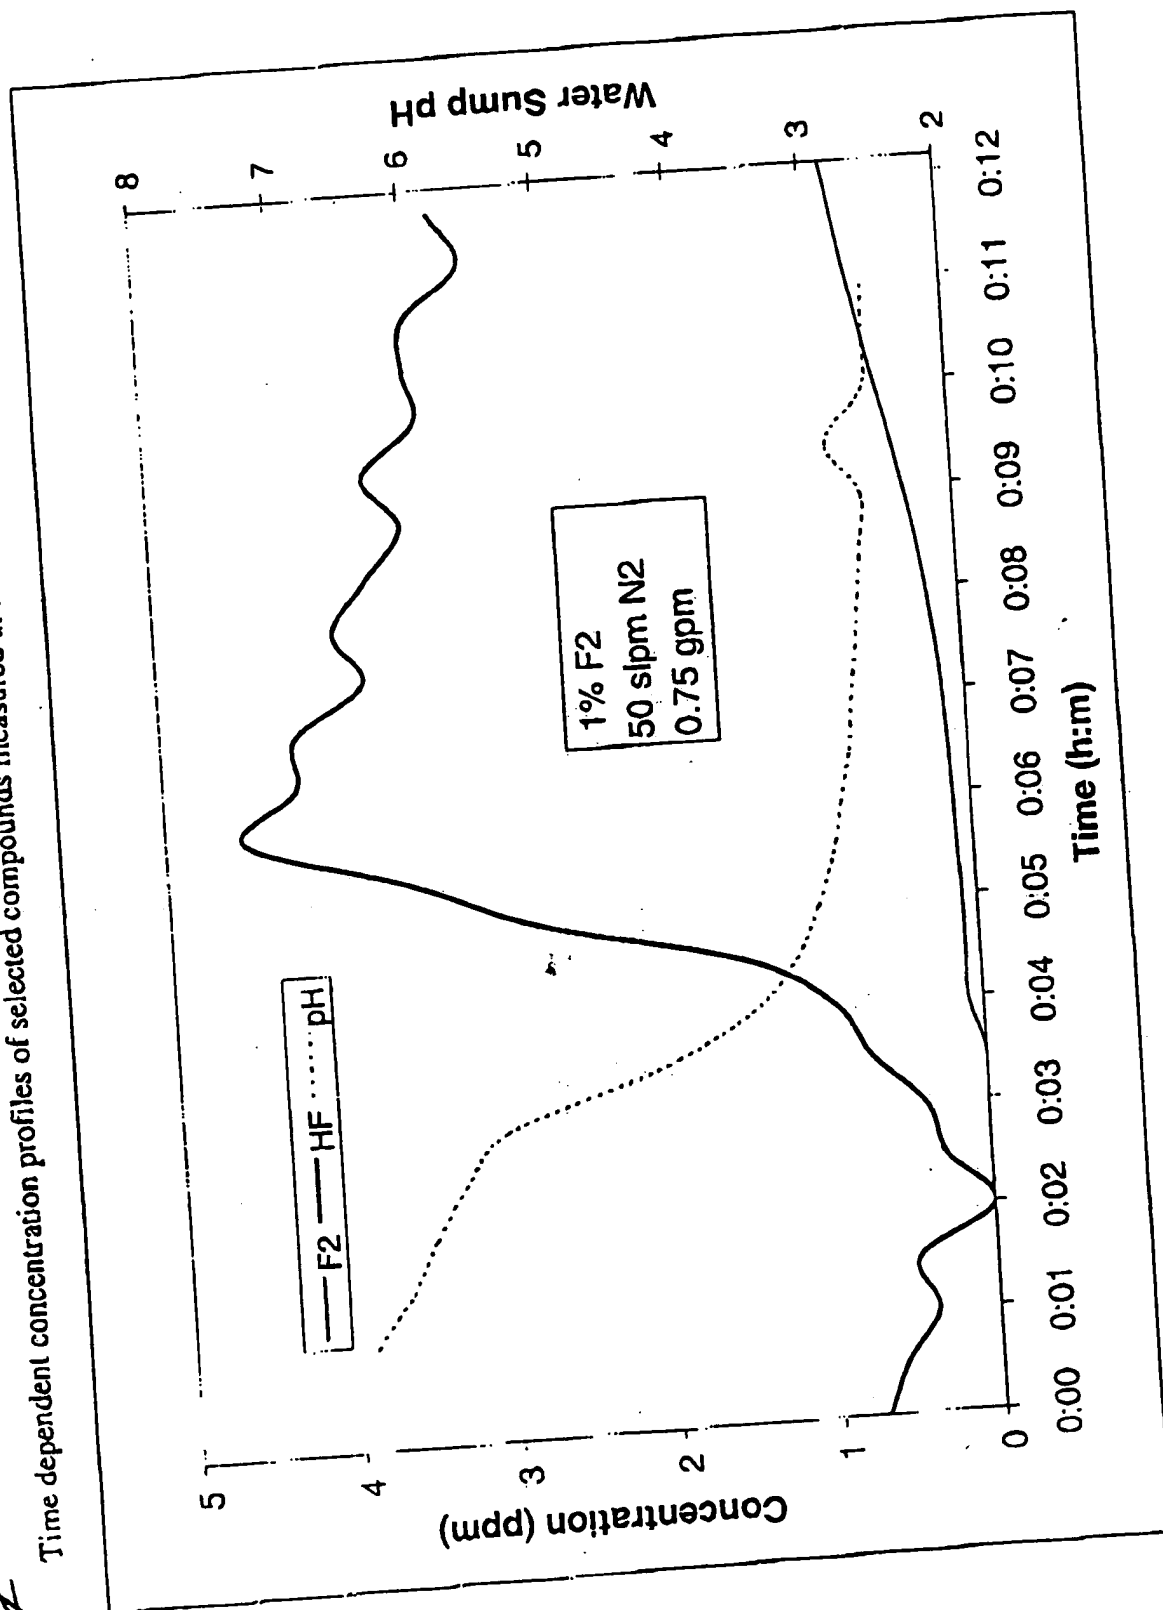 Time dependent concentration profiles of selected compounds measured
F2 HF pH
1% F2
50 slpm N2
0.75 gpm
Concentration (ppm)
5
4
3
2
1
0
Water Sump pH
8
7
6
5
4
3
2
0:00 0:01 0:02 0:03 0:04 0:05 0:06 0:07 0:08 0:09 0:10 0:11 0:12
Time (h:m)